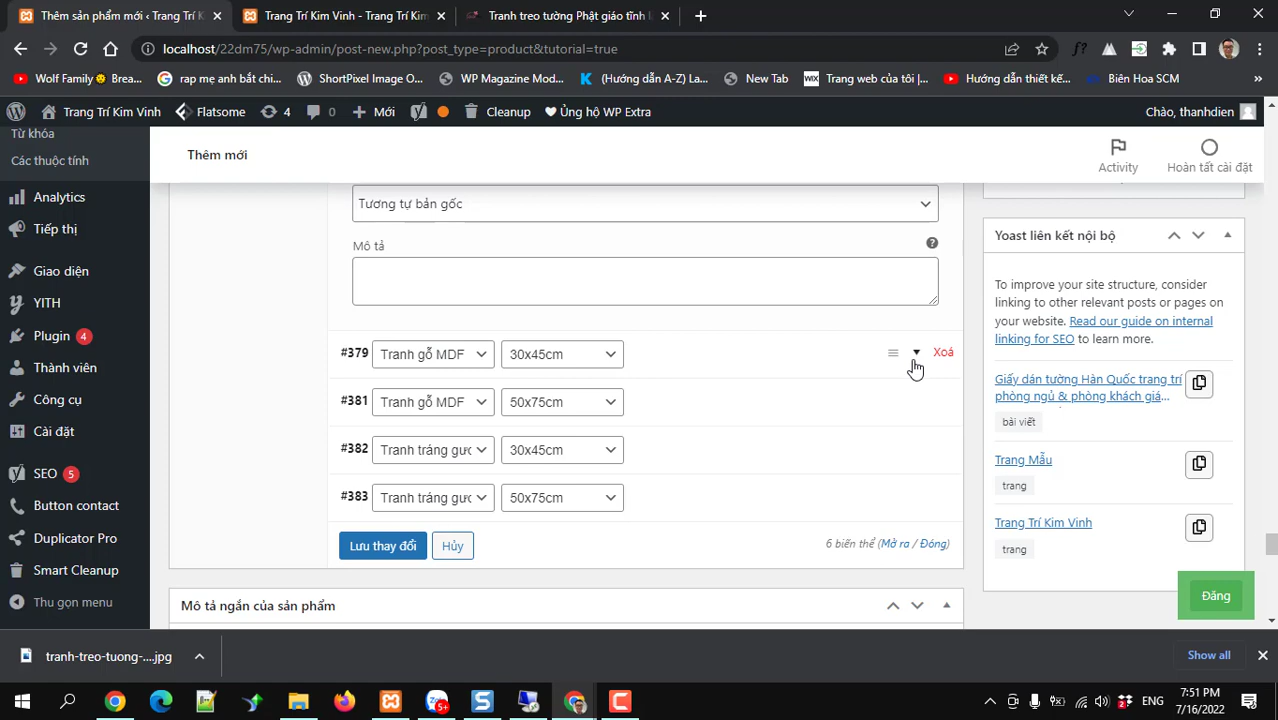 Thêm sản phẩm mới ‹ Trang Trí K
Trang Trí Kim Vinh - Trang Trí Kim
Tranh treo tường Phật giáo tĩnh l
localhost/22dm75/wp-admin/post-new.php?post_type=product&tutorial=true
Wolf Family Brea...
rap mẹ anh bắt chi...
ShortPixel Image O...
WP Magazine Mod...
(Hướng dẫn A-Z) La...
New Tab
WIX Trang web của tôi |...
Hướng dẫn thiết kế...
Biên Hoa SCM
»
Trang Trí Kim Vinh
Flatsome
4
0
Mới
Cleanup
Ủng hộ WP Extra
Chào, thanhdien
Từ khóa
Các thuộc tính
Analytics
Tiếp thị
Giao diện
YITH
Plugin 4
Thành viên
Công cụ
Cài đặt
SEO 5
Button contact
Duplicator Pro
Smart Cleanup
Thu gọn menu
Thêm mới
Activity
Hoàn tất cài đặt
Tương tự bản gốc
Mô tả
?
#379 Tranh gỗ MDF 30x45cm Xoá
#381 Tranh gỗ MDF 50x75cm
#382 Tranh tráng gươ 30x45cm
#383 Tranh tráng gươ 50x75cm
Lưu thay đổi
Hủy
6 biến thể (Mở ra / Đóng)
Mô tả ngắn của sản phẩm
Yoast liên kết nội bộ
To improve your site structure, consider
linking to other relevant posts or pages on
your website. Read our guide on internal
linking for SEO to learn more.
Giấy dán tường Hàn Quốc trang trí
phòng ngủ & phòng khách giá...
bài viết
Trang Mẫu
trang
Trang Trí Kim Vinh
trang
Đăng
tranh-treo-tuong-....jpg
Show all
5+
2
ENG
7:51 PM
7/16/2022